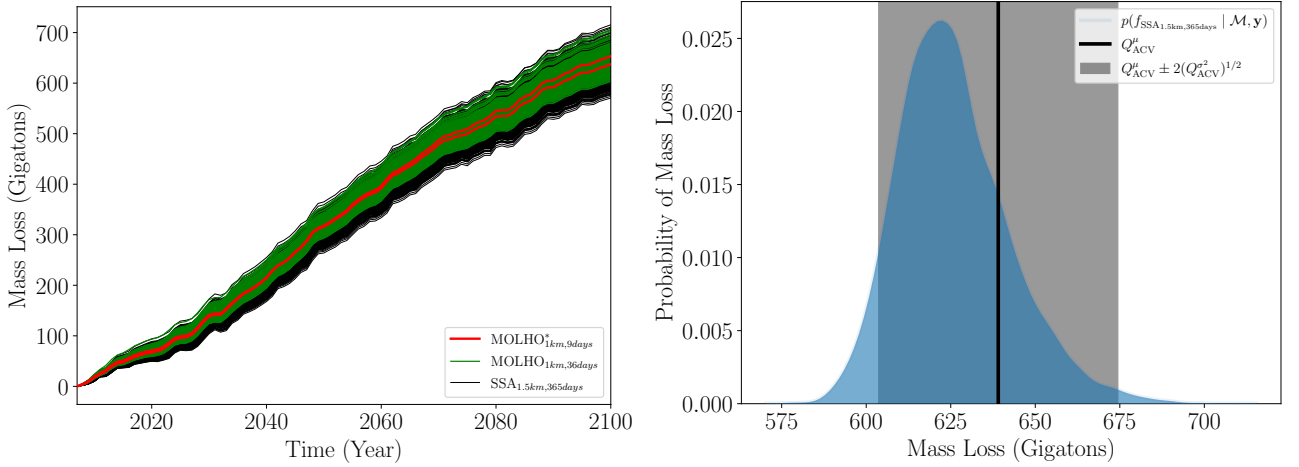 Mass Loss (Gigatons)
700
600
500
400
300
200
100
0
2020
2040
2060
2080
2100
Time (Year)
MOLHO*1km,9days
MOLHO1km,36days
SSA1.5km,365days
Probability of Mass Loss
0.025
0.020
0.015
0.010
0.005
0.000
575
600
625
650
675
700
Mass Loss (Gigatons)
p(fSSA1.5km,365days | M, y)
QμACV
QμACV ± 2(Qσ2ACV)1/2